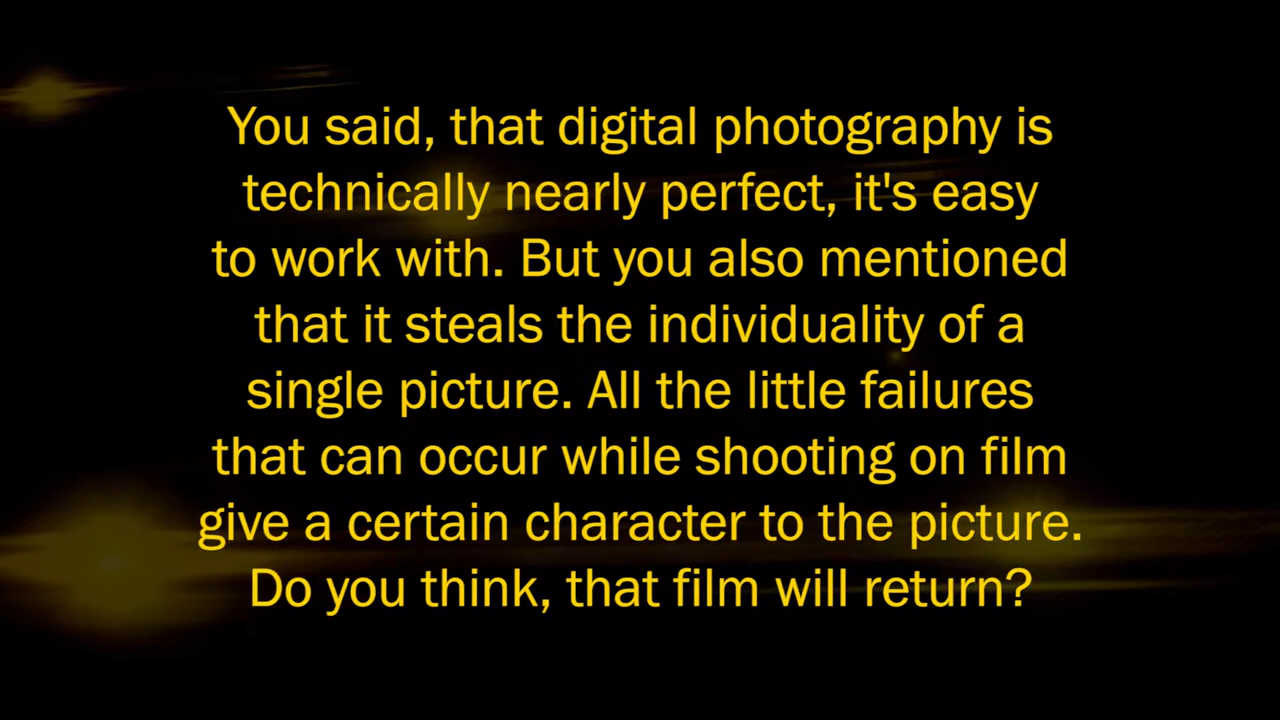 You said, that digital photography is
technically nearly perfect, it's easy
to work with. But you also mentioned
that it steals the individuality of a
single picture. All the little failures
that can occur while shooting on film
give a certain character to the picture.
Do you think, that film will return?